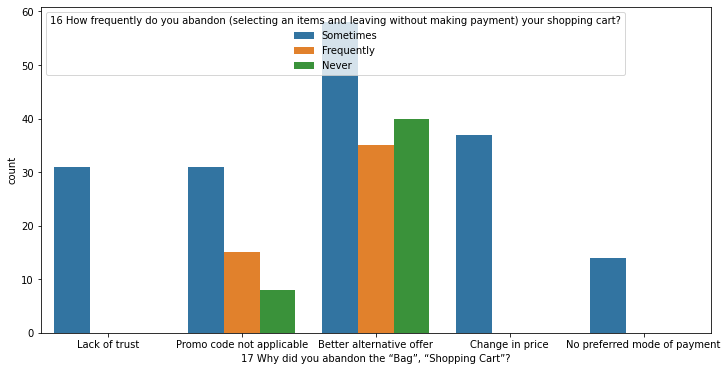 16 How frequently do you abandon (selecting an items and leaving without making payment) your shopping cart?
Sometimes
Frequently
Never
60
50
40
30
20
10
0
count
Lack of trust
Promo code not applicable
Better alternative offer
Change in price
No preferred mode of payment
17 Why did you abandon the “Bag”, “Shopping Cart”?